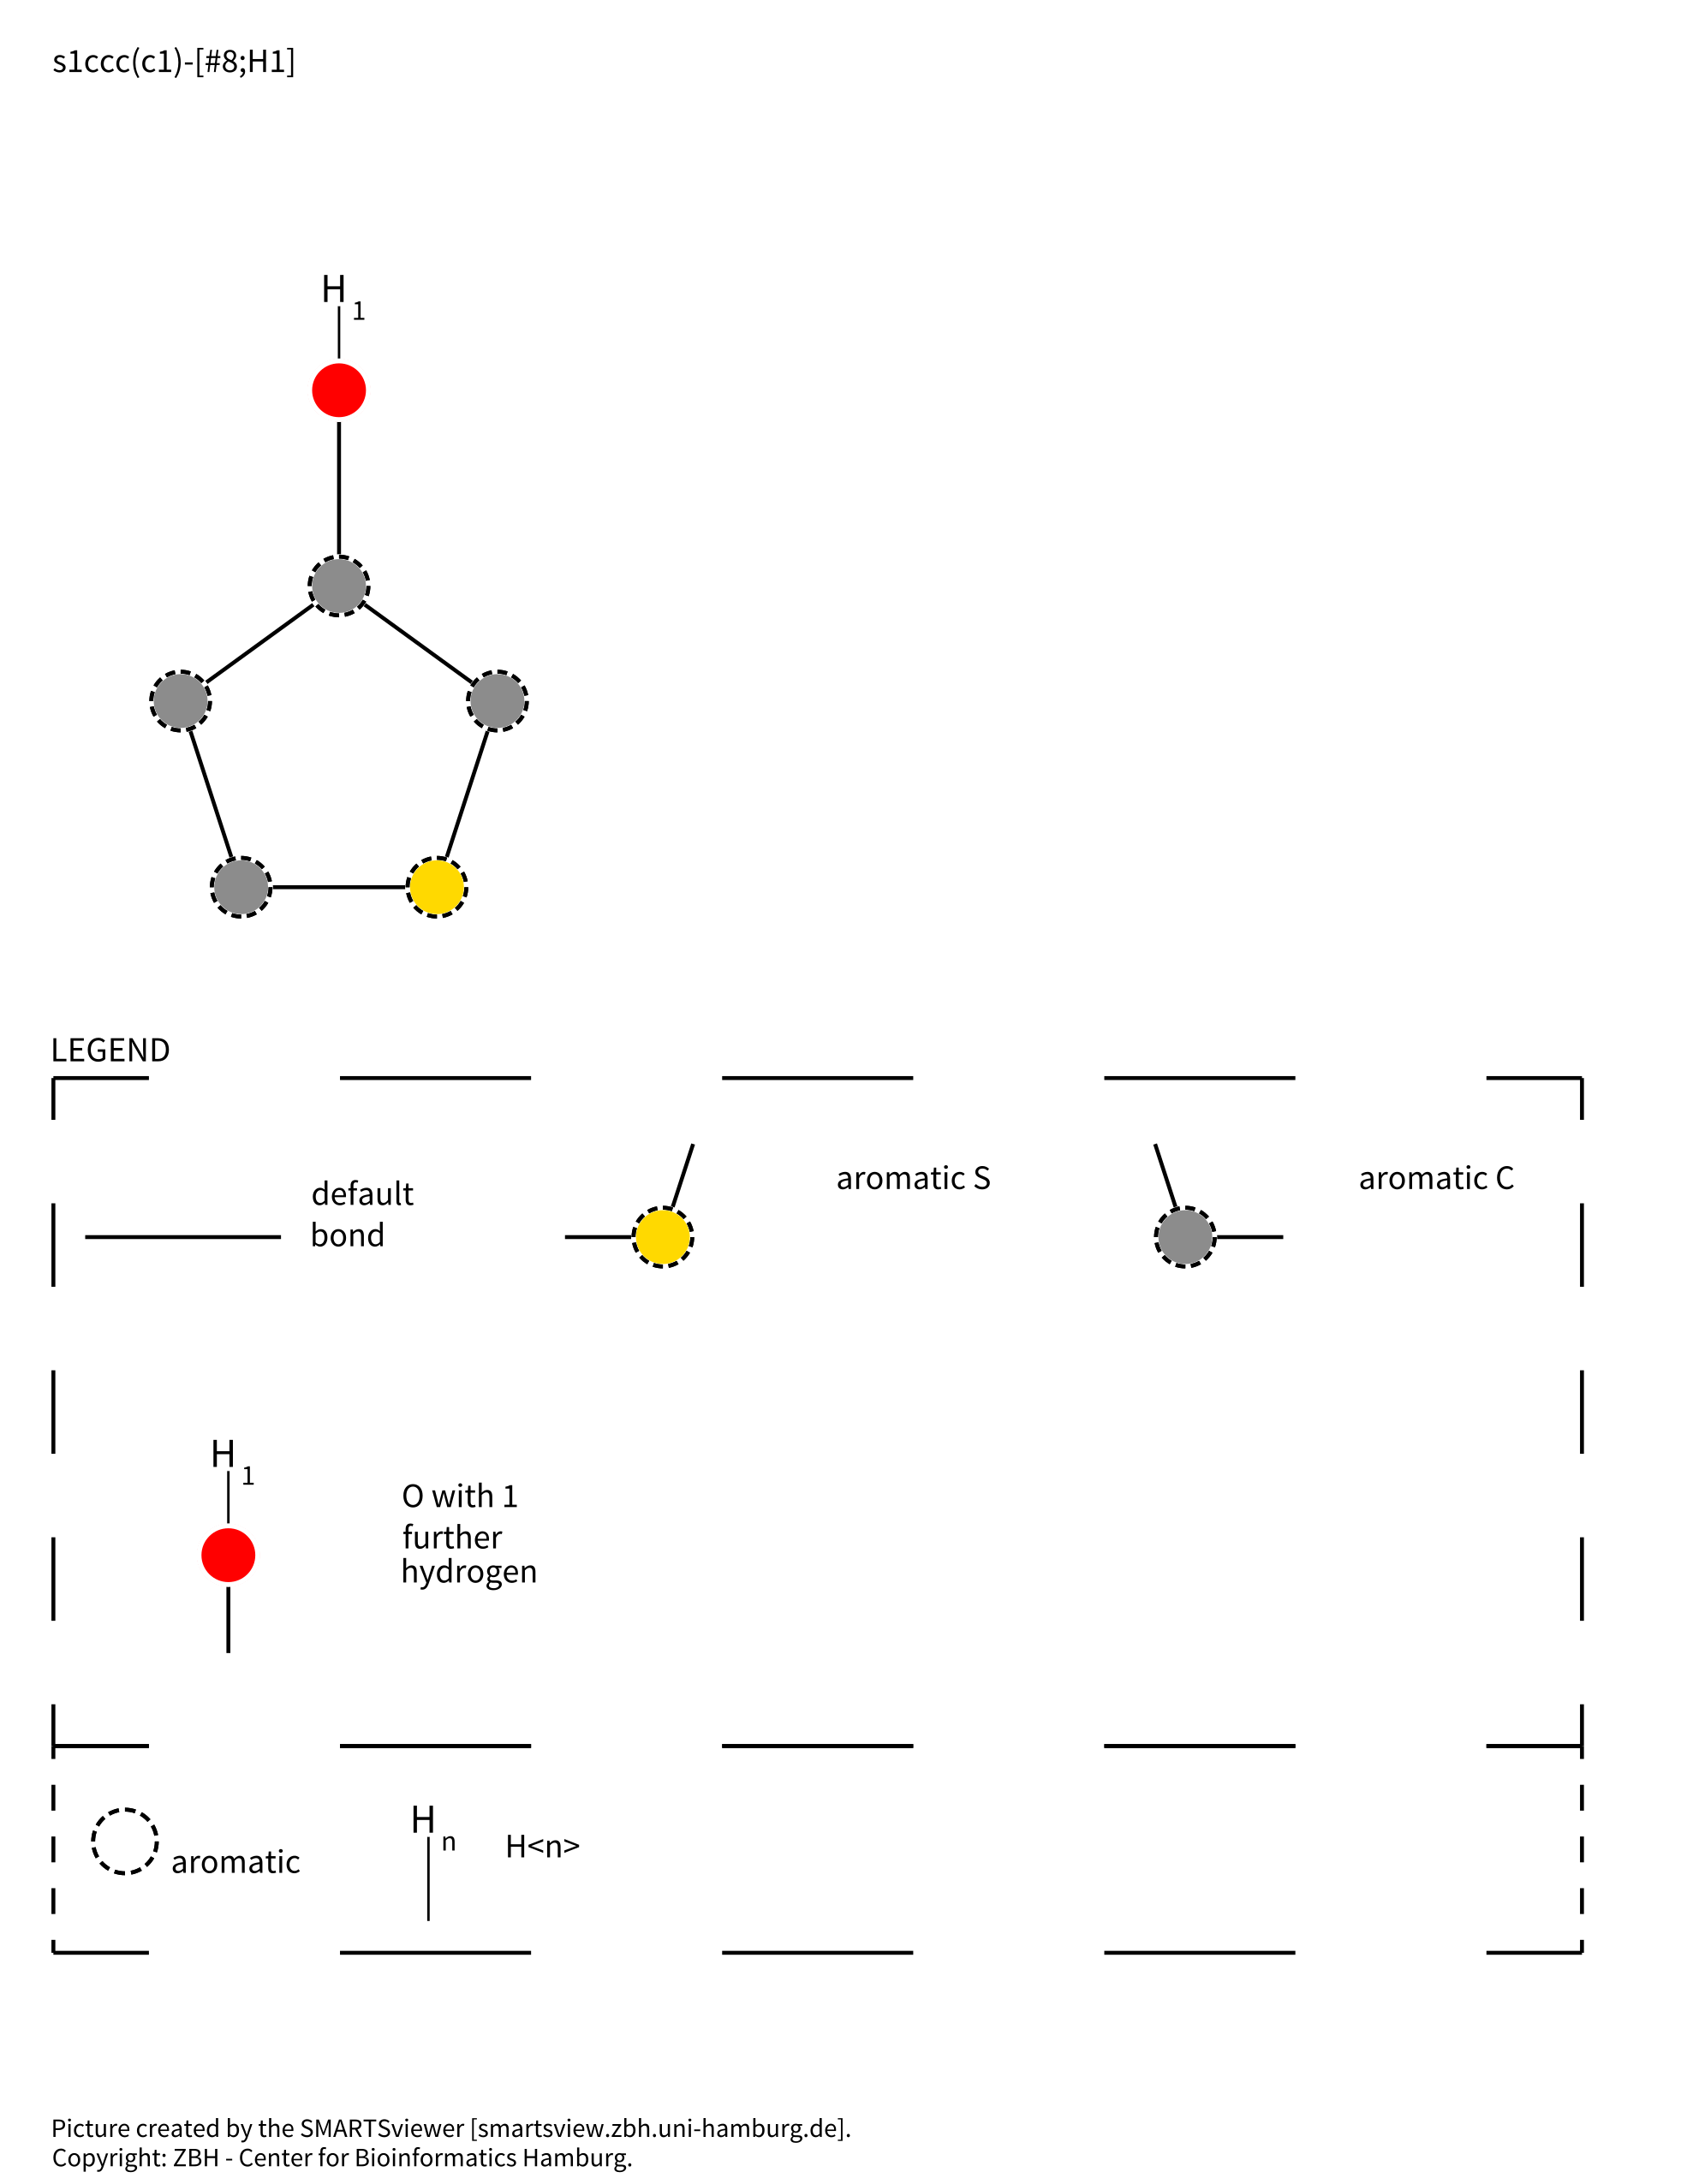 s1ccc(c1)-[#8;H1]
H
1
LEGEND
default
bond
aromatic S
aromatic C
H
1
O with 1
further
hydrogen
aromatic
H
n
H<n>
Picture created by the SMARTSviewer [smartsview.zbh.uni-hamburg.de].
Copyright: ZBH - Center for Bioinformatics Hamburg.